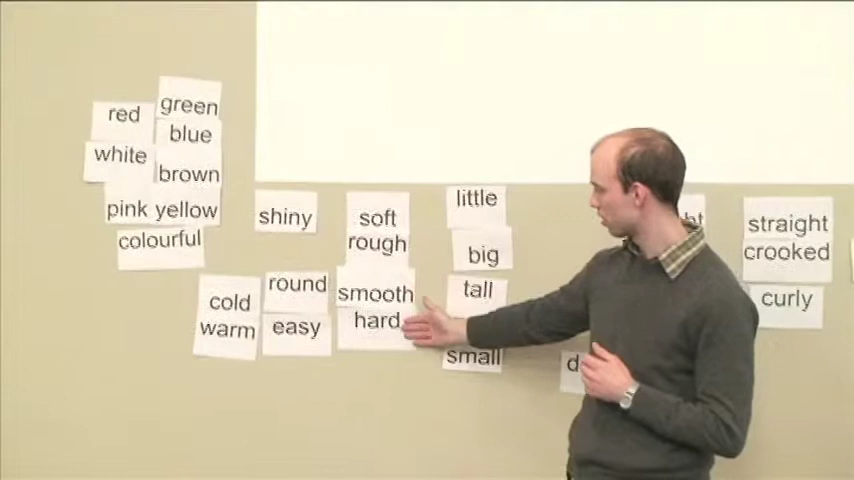 red
green
blue
white
brown
pink yellow
colourful
shiny
soft
rough
smooth
hard
cold
warm
round
easy
little
big
tall
small
straight
crooked
curly